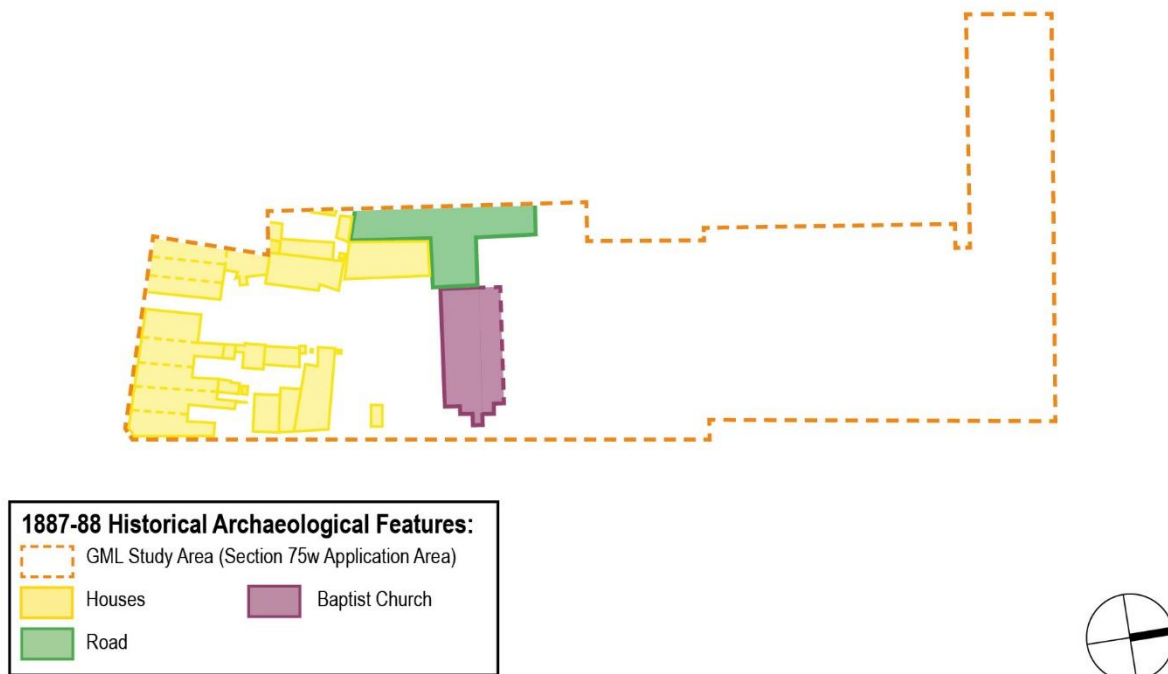 1887-88 Historical Archaeological Features:
GML Study Area (Section 75w Application Area)
Houses
Baptist Church
Road